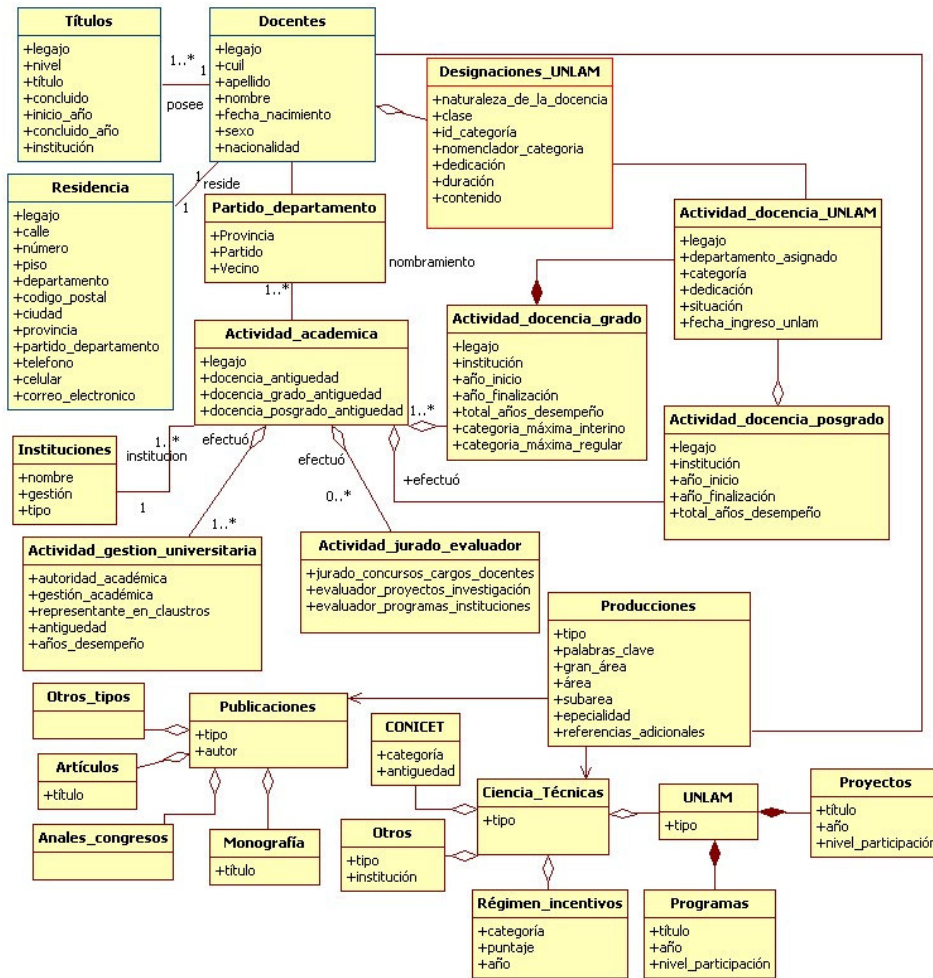 Títulos
+legajo
+nivel
+título
+concluido
+inicio_año
+concluido_año
+institución
1..*
1
posee
Docentes
+legajo
+cuil
+apellido
+nombre
+fecha_nacimiento
+sexo
+nacionalidad
Designaciones_UNLAM
+naturaleza_de_la_docencia
+clase
+id_categoría
+nomenclador_categoria
+dedicación
+duración
+contenido
Residencia
+legajo
+calle
+número
+piso
+departamento
+codigo_postal
+ciudad
+provincia
+partido_departamento
+telefono
+celular
+correo_electronico
1
reside
1
Partido_departamento
+Provincia
+Partido
+Vecino
nombramiento
1..*
Actividad_docencia_UNLAM
+legajo
+departamento_asignado
+categoría
+dedicación
+situación
+fecha_ingreso_unlam
Actividad_academica
+legajo
+docencia_antiguedad
+docencia_grado_antiguedad
+docencia_posgrado_antiguedad
1..*
Actividad_docencia_grado
+legajo
+institución
+año_inicio
+año_finalización
+total_años_desempeño
+categoría_máxima_interino
+categoria_máxima_regular
Actividad_docencia_posgrado
+legajo
+institución
+año_inicio
+año_finalización
+total_años_desempeño
Instituciones
+nombre
+gestión
+tipo
1..*
institucion
1
efectuó
efectuó
+efectuó
1..*
0..*
Actividad_gestion_universitaria
+autoridad_académica
+gestión_académica
+representante_en_claustros
+antiguedad
+años_desempeño
Actividad_jurado_evaluador
+jurado_concursos_cargos_docentes
+evaluador_proyectos_investigación
+evaluador_programas_instituciones
Producciones
+tipo
+palabras_clave
+gran_área
+área
+subarea
+epecialidad
+referencias_adicionales
Otros_tipos
Publicaciones
+tipo
+autor
Artículos
+título
Anales_congresos
Monografía
+título
CONICET
+categoría
+antiguedad
Otros
+tipo
+institución
Ciencia_Técnicas
+tipo
UNLAM
+tipo
Proyectos
+título
+año
+nivel_participación
Régimen_incentivos
+categoría
+puntaje
+año
Programas
+título
+año
+nivel_participación